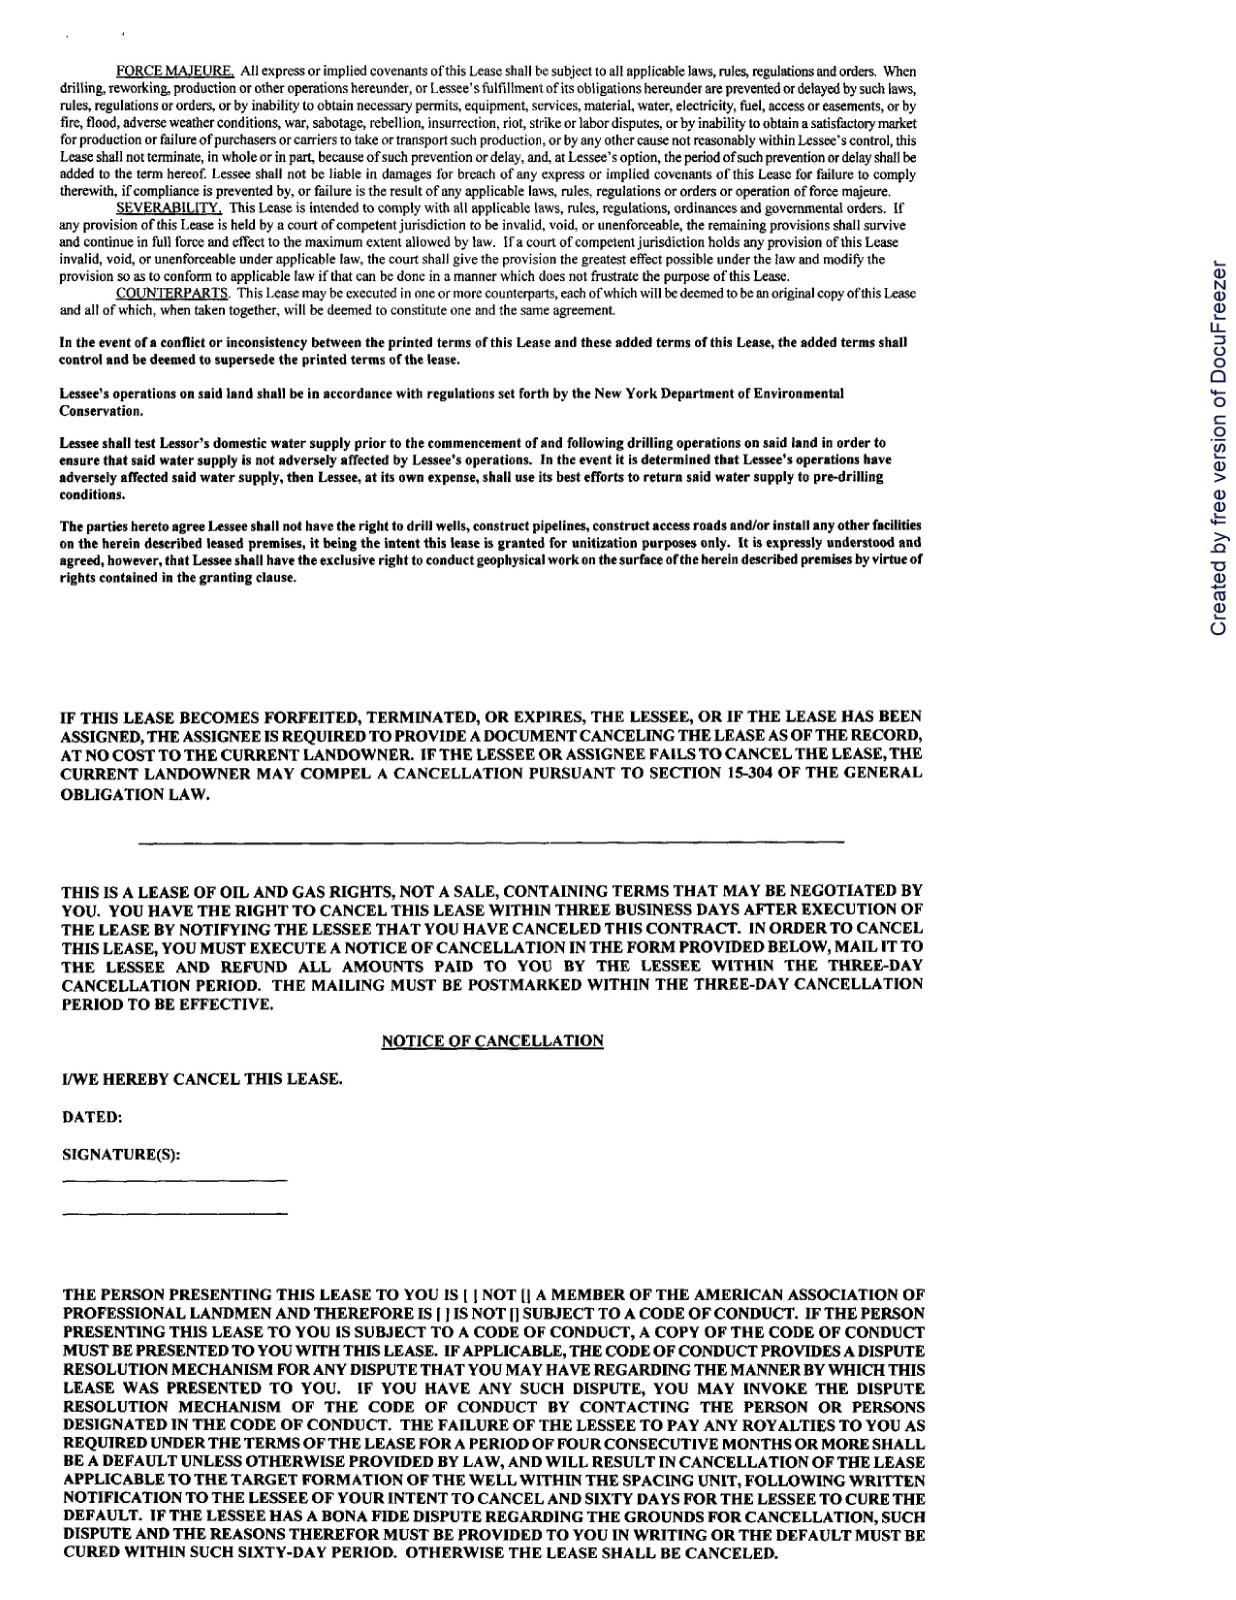 FORCE MAJEURE. All express or implied covenants of this Lease shall be subject to all applicable laws, rules, regulations and orders. When
drilling, reworking, production or other operations hereunder, or Lessee's fulfillment of its obligations hereunder are prevented or delayed by such laws,
rules, regulations or orders, or by inability to obtain necessary permits, equipment, services, material, water, electricity, fuel, access or easements, or by
fire, flood, adverse weather conditions, war, sabotage, rebellion, insurrection, riot, strike or labor disputes, or by inability to obtain a satisfactory market
for production or failure of purchasers or carriers to take or transport such production, or by any other cause not reasonably within Lessee's control, this
Lease shall not terminate, in whole or in part, because of such prevention or delay, and, at Lessee's option, the period of such prevention or delay shall be
added to the term hereof. Lessee shall not be liable in damages for breach of any express or implied covenants of this Lease for failure to comply
therewith, if compliance is prevented by, or failure is the result of any applicable laws, rules, regulations or orders or operation of force majeure.
SEVERABILITY. This Lease is intended to comply with all applicable laws, rules, regulations, ordinances and governmental orders. If
any provision of this Lease is held by a court of competent jurisdiction to be invalid, void, or unenforceable, the remaining provisions shall survive
and continue in full force and effect to the maximum extent allowed by law. If a court of competent jurisdiction holds any provision of this Lease
invalid, void, or unenforceable under applicable law, the court shall give the provision the greatest effect possible under the law and modify the
provision so as to conform to applicable law if that can be done in a manner which does not frustrate the purpose of this Lease.
COUNTERPARTS. This Lease may be executed in one or more counterparts, each of which will be deemed to be an original copy of this Lease
and all of which, when taken together, will be deemed to constitute one and the same agreement.
In the event of a conflict or inconsistency between the printed terms of this Lease and these added terms of this Lease, the added terms shall
control and be deemed to supersede the printed terms of the lease.
Lessee's operations on said land shall be in accordance with regulations set forth by the New York Department of Environmental
Conservation.
Lessee shall test Lessor's domestic water supply prior to the commencement of and following drilling operations on said land in order to
ensure that said water supply is not adversely affected by Lessee's operations. In the event it is determined that Lessee's operations have
adversely affected said water supply, then Lessee, at its own expense, shall use its best efforts to return said water supply to pre-drilling
conditions.
The parties hereto agree Lessee shall not have the right to drill wells, construct pipelines, construct access roads and/or install any other facilities
on the herein described leased premises, it being the intent this lease is granted for unitization purposes only. It is expressly understood and
agreed, however, that Lessee shall have the exclusive right to conduct geophysical work on the surface of the herein described premises by virtue of
rights contained in the granting clause.
IF THIS LEASE BECOMES FORFEITED, TERMINATED, OR EXPIRES, THE LESSEE, OR IF THE LEASE HAS BEEN
ASSIGNED, THE ASSIGNEE IS REQUIRED TO PROVIDE A DOCUMENT CANCELING THE LEASE AS OF THE RECORD,
AT NO COST TO THE CURRENT LANDOWNER. IF THE LESSEE OR ASSIGNEE FAILS TO CANCEL THE LEASE, THE
CURRENT LANDOWNER MAY COMPEL A CANCELLATION PURSUANT TO SECTION 15-304 OF THE GENERAL
OBLIGATION LAW.
THIS IS A LEASE OF OIL AND GAS RIGHTS, NOT A SALE, CONTAINING TERMS THAT MAY BE NEGOTIATED BY
YOU. YOU HAVE THE RIGHT TO CANCEL THIS LEASE WITHIN THREE BUSINESS DAYS AFTER EXECUTION OF
THE LEASE BY NOTIFYING THE LESSEE THAT YOU HAVE CANCELED THIS CONTRACT. IN ORDER TO CANCEL
THIS LEASE, YOU MUST EXECUTE A NOTICE OF CANCELLATION IN THE FORM PROVIDED BELOW, MAIL IT TO
THE LESSEE AND REFUND ALL AMOUNTS PAID TO YOU BY THE LESSEE WITHIN THE THREE-DAY
CANCELLATION PERIOD. THE MAILING MUST BE POSTMARKED WITHIN THE THREE-DAY CANCELLATION
PERIOD TO BE EFFECTIVE.
NOTICE OF CANCELLATION
I/WE HEREBY CANCEL THIS LEASE.
DATED:
SIGNATURE(S):
THE PERSON PRESENTING THIS LEASE TO YOU IS [ ] NOT [] A MEMBER OF THE AMERICAN ASSOCIATION OF
PROFESSIONAL LANDMEN AND THEREFORE IS [ ] IS NOT [] SUBJECT TO A CODE OF CONDUCT. IF THE PERSON
PRESENTING THIS LEASE TO YOU IS SUBJECT TO A CODE OF CONDUCT, A COPY OF THE CODE OF CONDUCT
MUST BE PRESENTED TO YOU WITH THIS LEASE. IF APPLICABLE, THE CODE OF CONDUCT PROVIDES A DISPUTE
RESOLUTION MECHANISM FOR ANY DISPUTE THAT YOU MAY HAVE REGARDING THE MANNER BY WHICH THIS
LEASE WAS PRESENTED TO YOU. IF YOU HAVE ANY SUCH DISPUTE, YOU MAY INVOKE THE DISPUTE
RESOLUTION MECHANISM OF THE CODE OF CONDUCT BY CONTACTING THE PERSON OR PERSONS
DESIGNATED IN THE CODE OF CONDUCT. THE FAILURE OF THE LESSEE TO PAY ANY ROYALTIES TO YOU AS
REQUIRED UNDER THE TERMS OF THE LEASE FOR A PERIOD OF FOUR CONSECUTIVE MONTHS OR MORE SHALL
BE A DEFAULT UNLESS OTHERWISE PROVIDED BY LAW, AND WILL RESULT IN CANCELLATION OF THE LEASE
APPLICABLE TO THE TARGET FORMATION OF THE WELL WITHIN THE SPACING UNIT, FOLLOWING WRITTEN
NOTIFICATION TO THE LESSEE OF YOUR INTENT TO CANCEL AND SIXTY DAYS FOR THE LESSEE TO CURE THE
DEFAULT. IF THE LESSEE HAS A BONA FIDE DISPUTE REGARDING THE GROUNDS FOR CANCELLATION, SUCH
DISPUTE AND THE REASONS THEREFOR MUST BE PROVIDED TO YOU IN WRITING OR THE DEFAULT MUST BE
CURED WITHIN SUCH SIXTY-DAY PERIOD. OTHERWISE THE LEASE SHALL BE CANCELED.
Created by free version of DocuFreezer